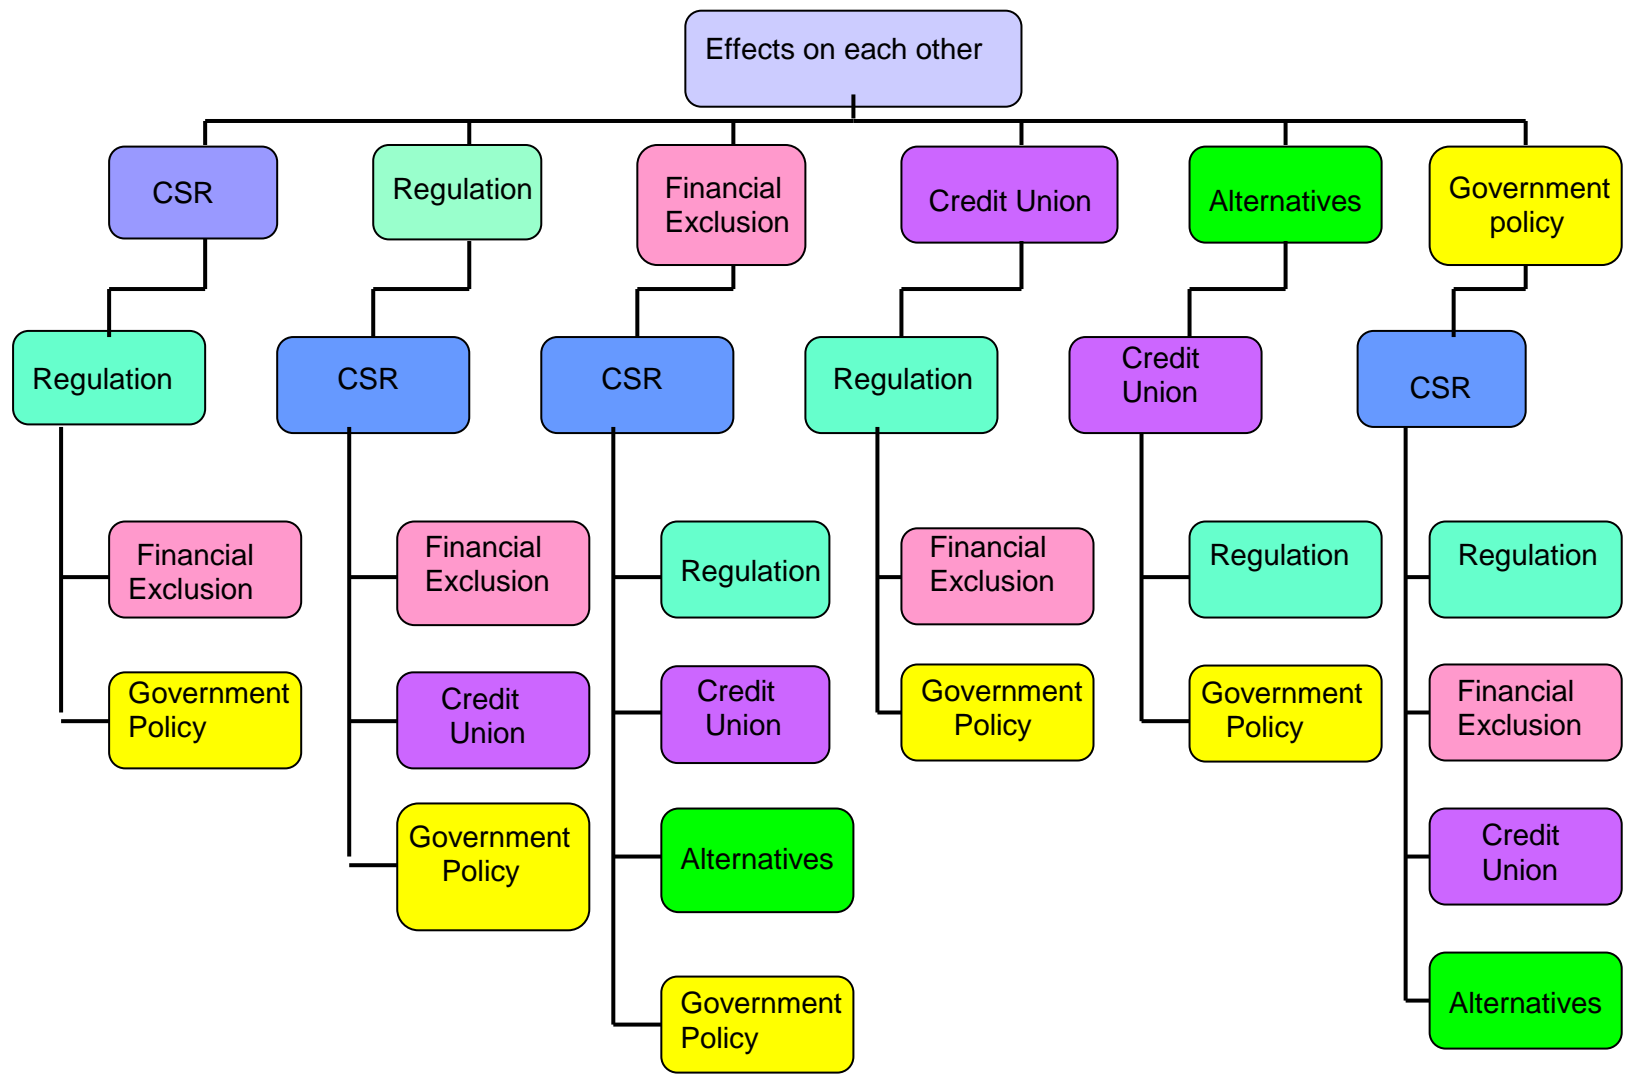 Effects on each other
CSR
Regulation
Financial
Exclusion
Credit Union
Alternatives
Government
policy
Regulation
CSR
CSR
Regulation
Credit
Union
CSR
Financial
Exclusion
Government
Policy
Financial
Exclusion
Credit
Union
Government
Policy
Regulation
Credit
Union
Alternatives
Government
Policy
Financial
Exclusion
Government
Policy
Regulation
Government
Policy
Regulation
Financial
Exclusion
Credit
Union
Alternatives